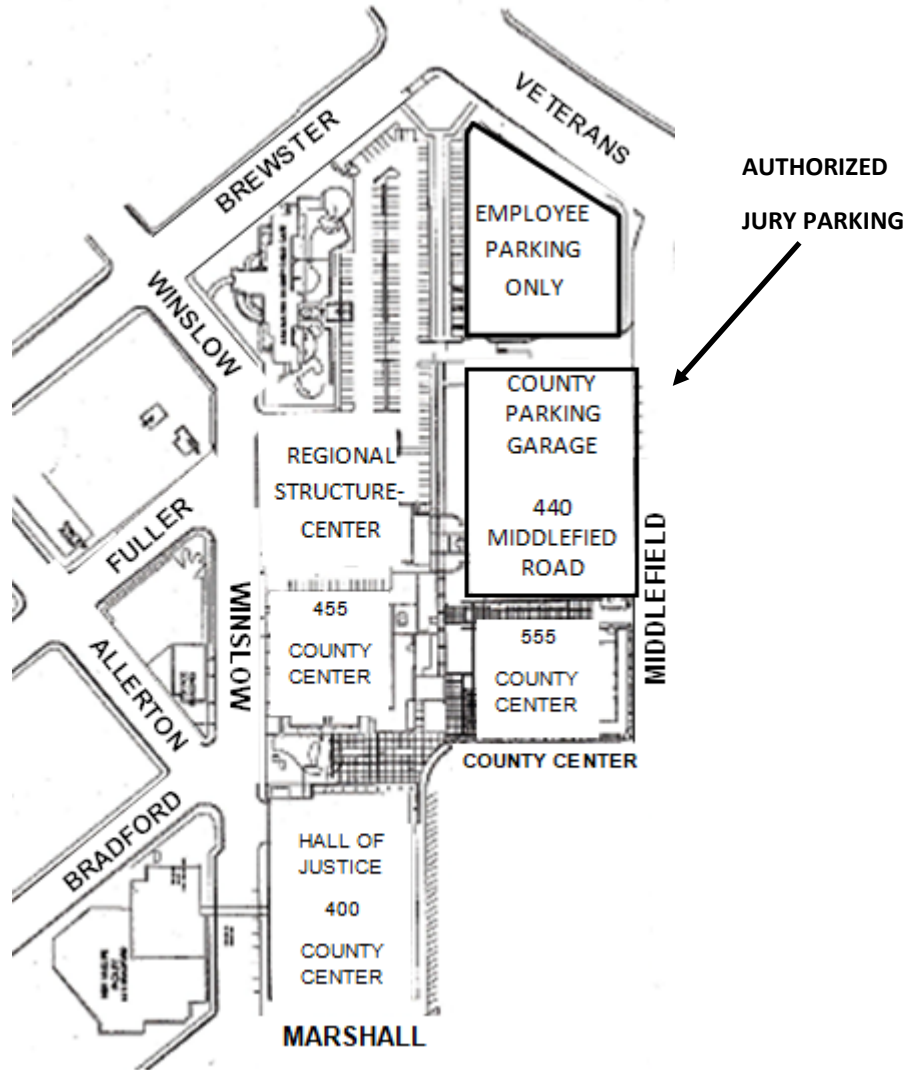 VETERANS
BREWSTER
AUTHORIZED
JURY PARKING
EMPLOYEE
PARKING
ONLY
WINSLOW
COUNTY
PARKING
GARAGE
440
MIDDLEFIED
ROAD
REGIONAL
STRUCTURE-
CENTER
FULLER
MIDDLEFIELD
WINSLOW
455
COUNTY
CENTER
555
COUNTY
CENTER
ALLERTON
COUNTY CENTER
BRADFORD
HALL OF
JUSTICE
400
COUNTY
CENTER
MARSHALL